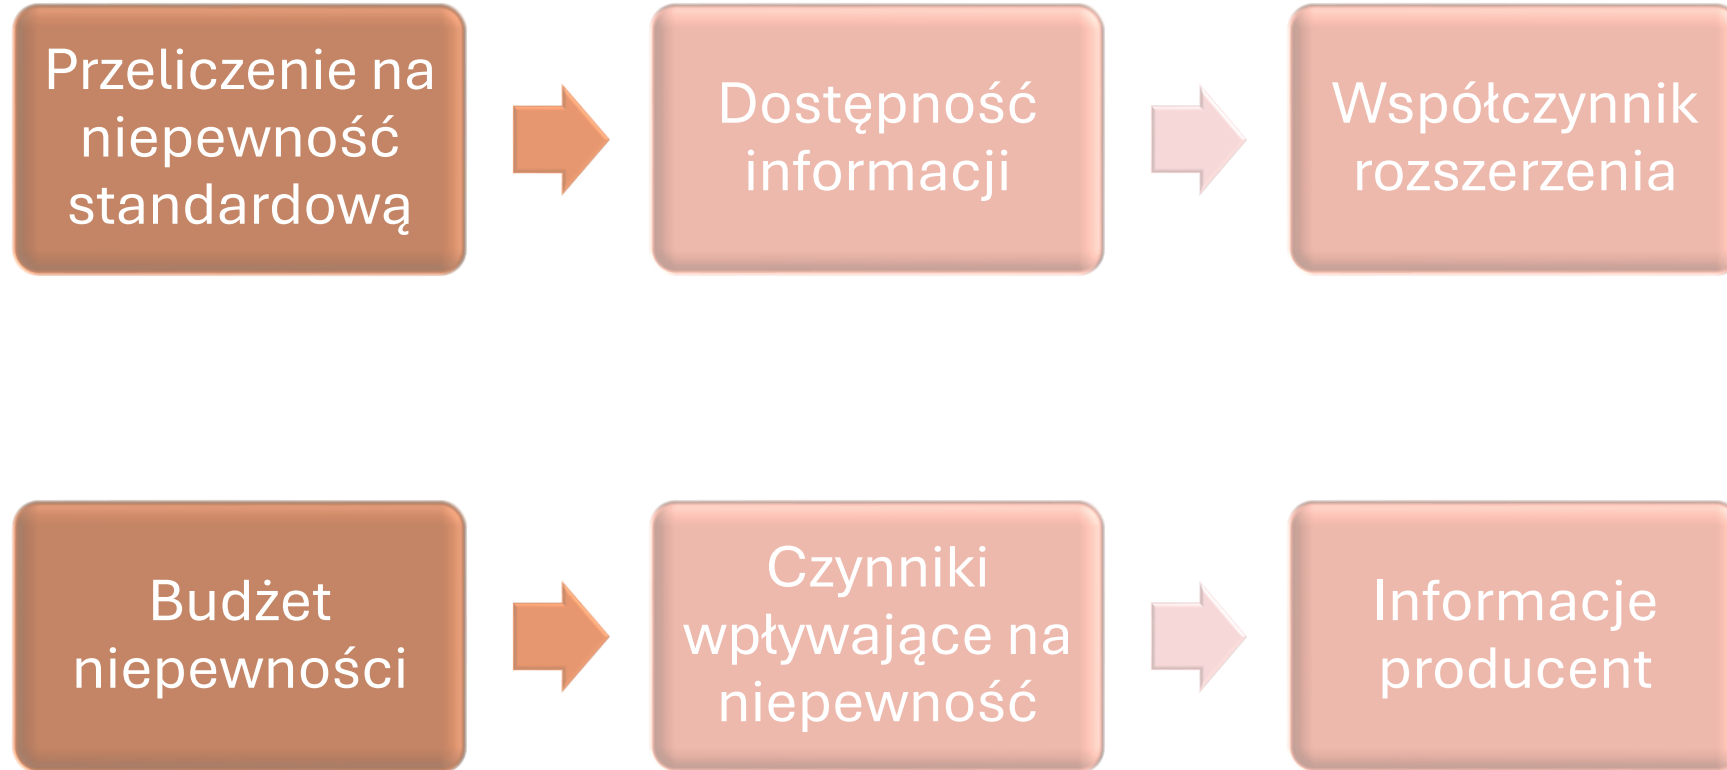 Przeliczenie na
niepewność
standardową
Dostępność
informacji
Współczynnik
rozszerzenia
Budżet
niepewności
Czynniki
wpływające na
niepewność
Informacje
producent